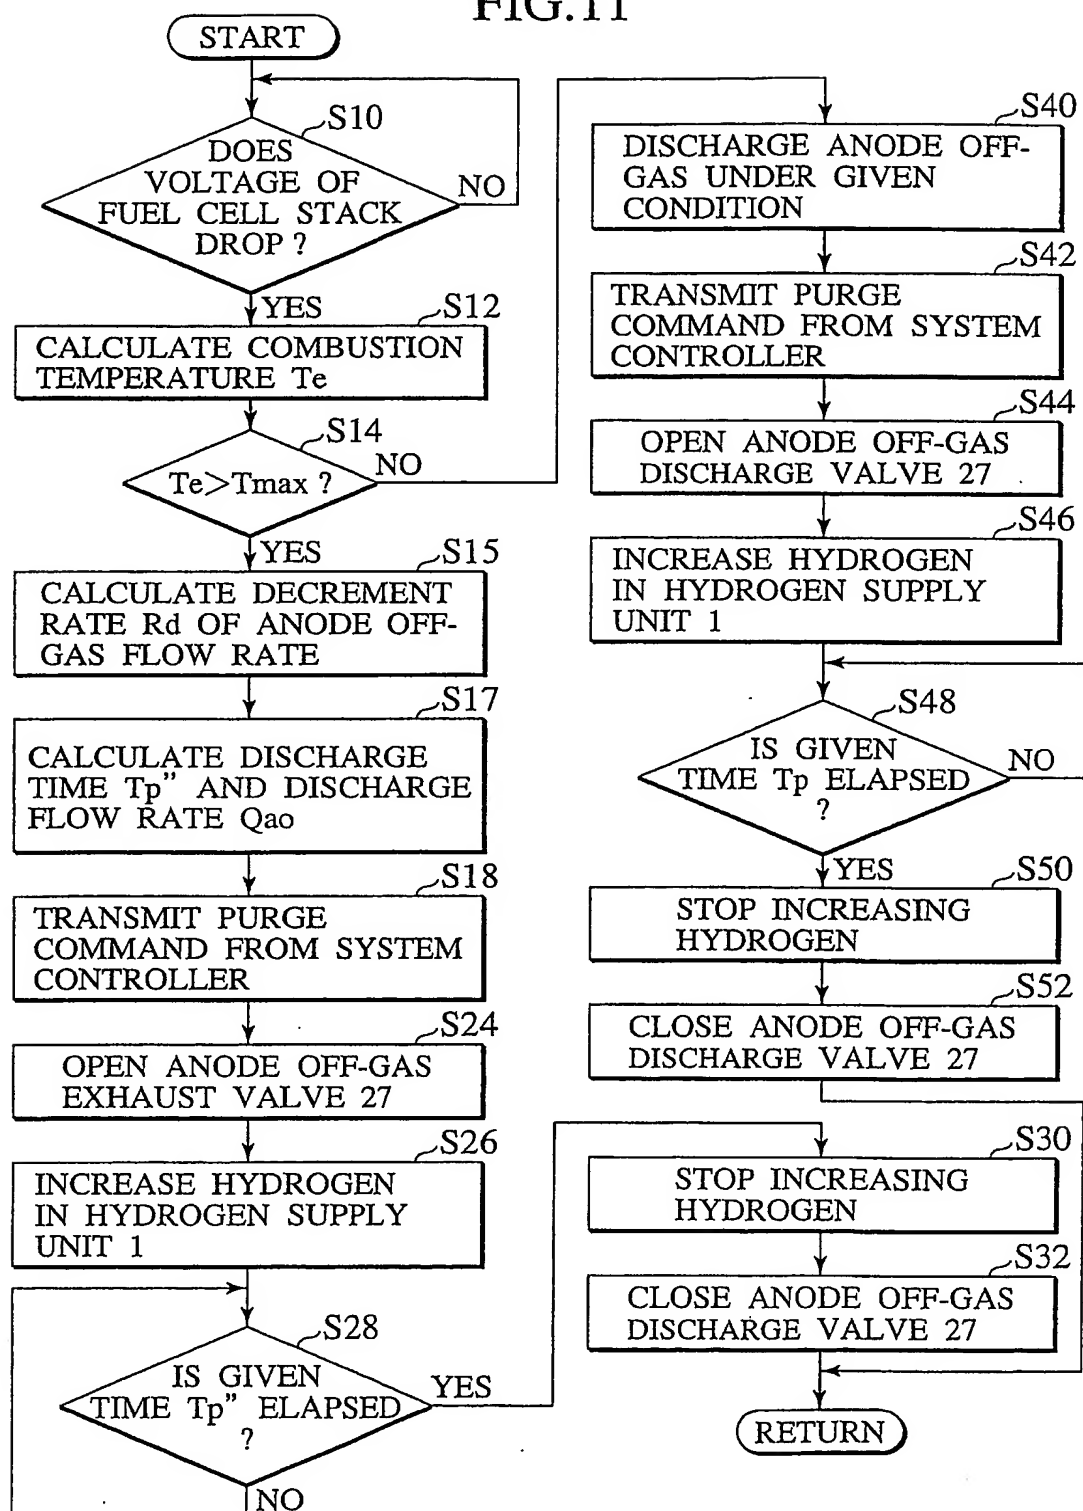 FIG.11
START
S10
DOES
VOLTAGE OF
FUEL CELL STACK
DROP ?
NO
YES
S12
CALCULATE COMBUSTION
TEMPERATURE Te
S14
Te>Tmax ?
NO
YES
S15
CALCULATE DECREMENT
RATE Rd OF ANODE OFF-
GAS FLOW RATE
S17
CALCULATE DISCHARGE
TIME Tp" AND DISCHARGE
FLOW RATE Qao
S18
TRANSMIT PURGE
COMMAND FROM SYSTEM
CONTROLLER
S24
OPEN ANODE OFF-GAS
EXHAUST VALVE 27
S26
INCREASE HYDROGEN
IN HYDROGEN SUPPLY
UNIT 1
S28
IS GIVEN
TIME Tp" ELAPSED
?
YES
NO
S40
DISCHARGE ANODE OFF-
GAS UNDER GIVEN
CONDITION
S42
TRANSMIT PURGE
COMMAND FROM SYSTEM
CONTROLLER
S44
OPEN ANODE OFF-GAS
DISCHARGE VALVE 27
S46
INCREASE HYDROGEN
IN HYDROGEN SUPPLY
UNIT 1
S48
IS GIVEN
TIME Tp ELAPSED
?
NO
YES
S50
STOP INCREASING
HYDROGEN
S52
CLOSE ANODE OFF-GAS
DISCHARGE VALVE 27
S30
STOP INCREASING
HYDROGEN
S32
CLOSE ANODE OFF-GAS
DISCHARGE VALVE 27
RETURN